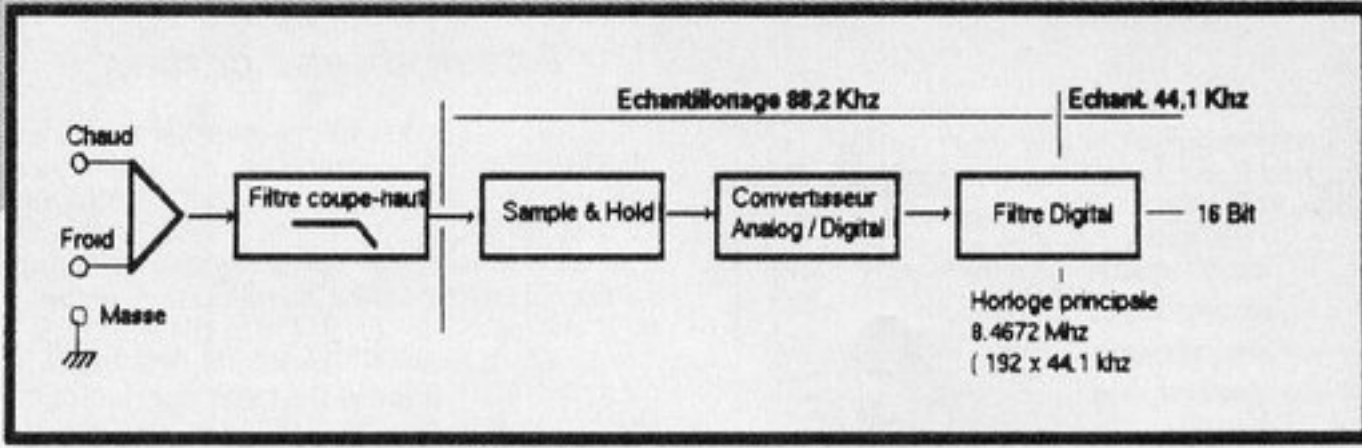 Echantillonage 88,2 Khz
Echant. 44,1 Khz
Chaud
Froid
Masse
Filtre coupe-haut
Sample & Hold
Convertisseur
Analog / Digital
Filtre Digital
16 Bit
Horloge principale
8.4672 Mhz
( 192 x 44,1 khz